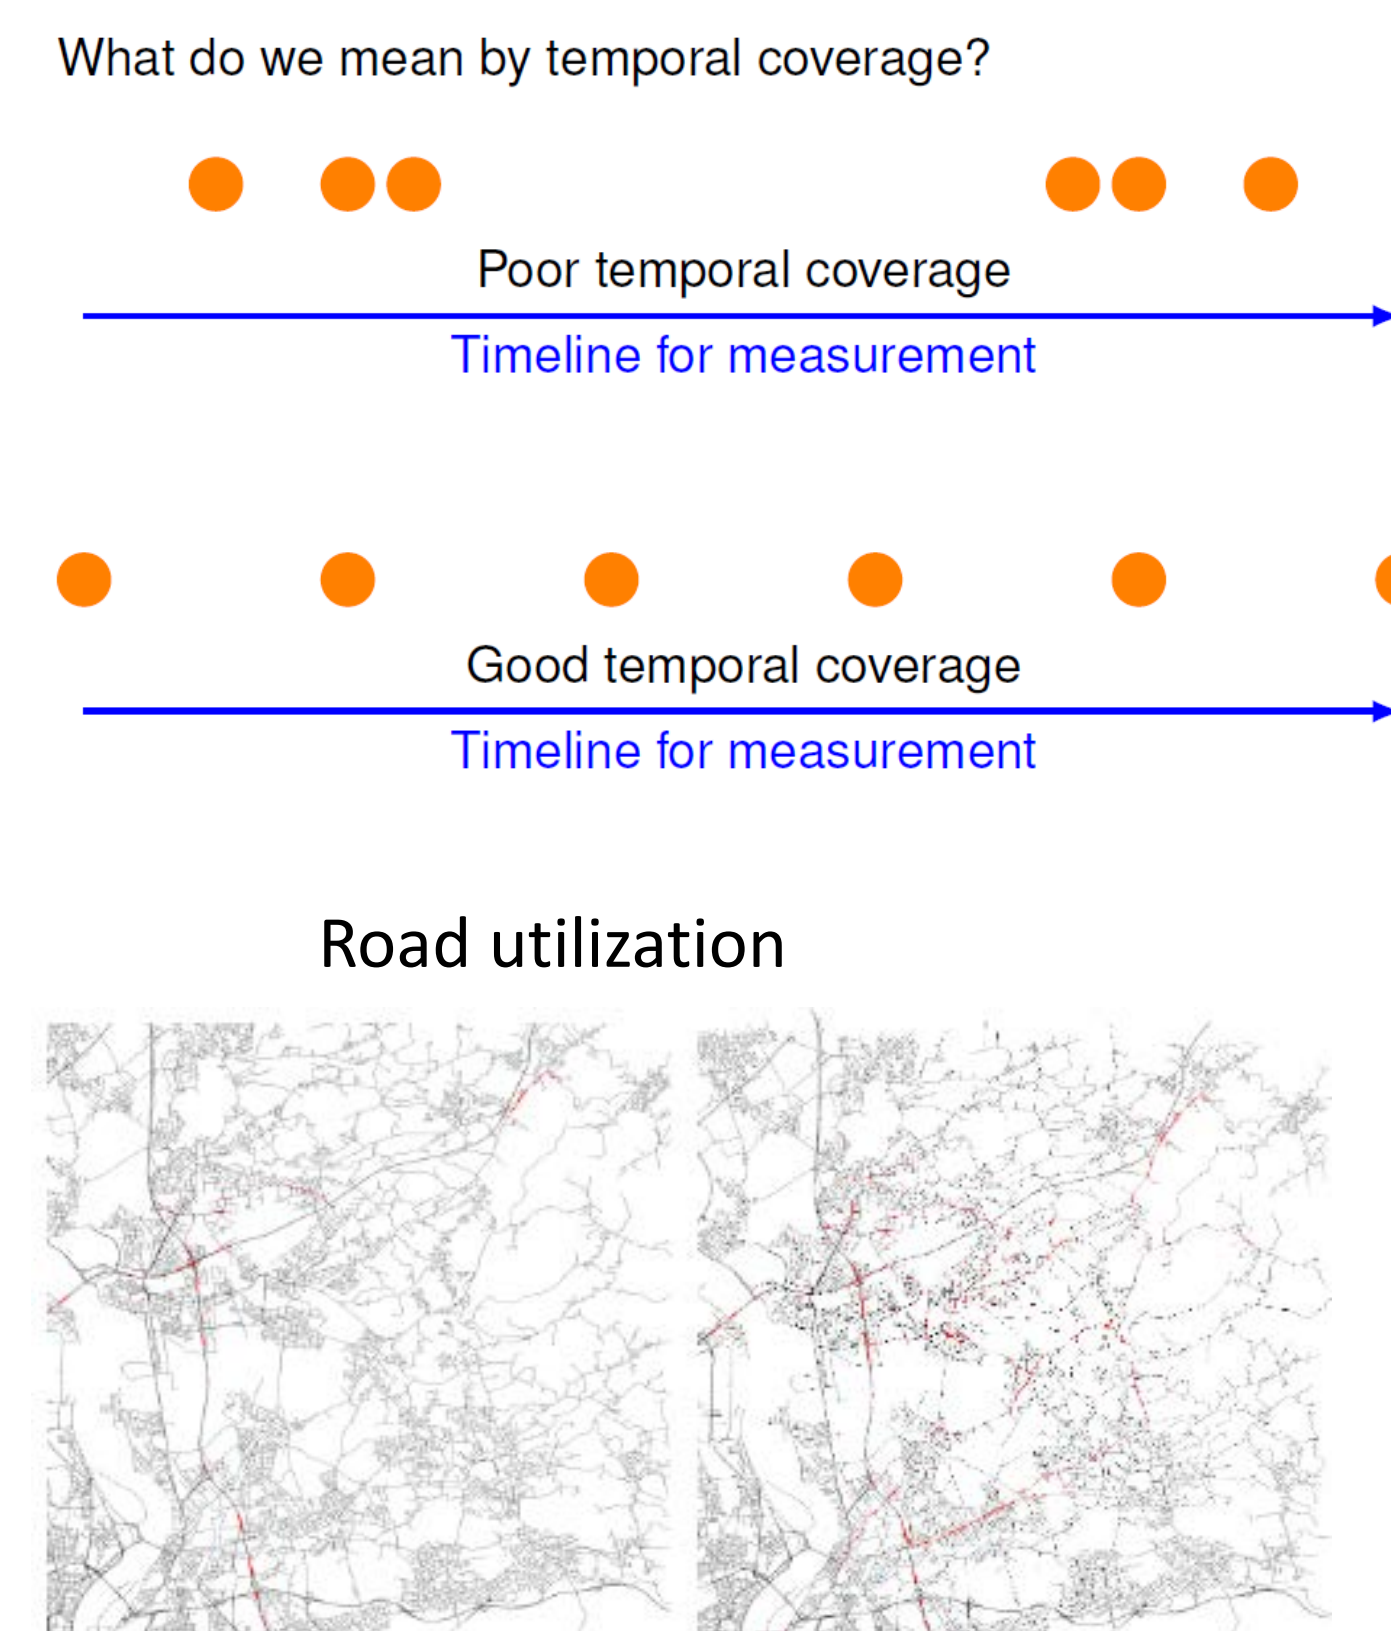 What do we mean by temporal coverage?
Poor temporal coverage
Timeline for measurement
Good temporal coverage
Timeline for measurement
Road utilization